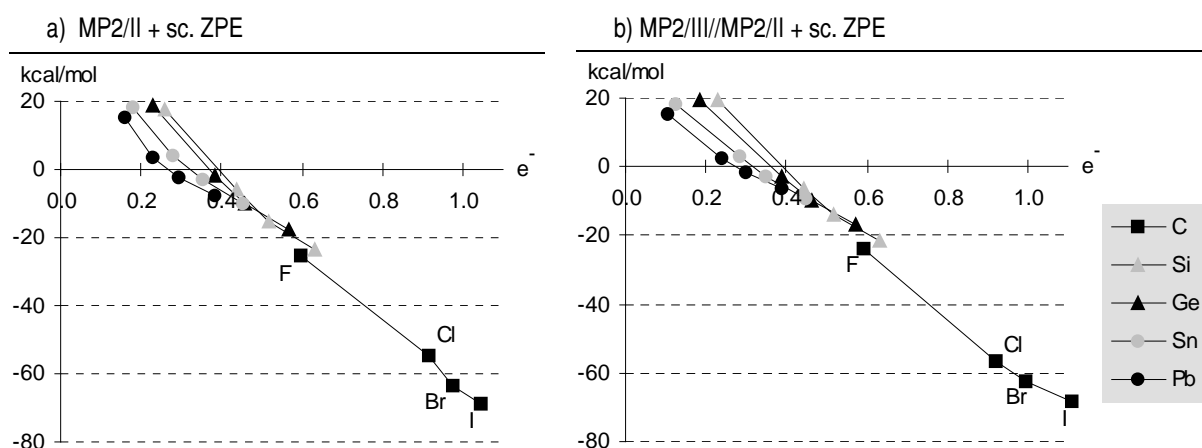 a) MP2/II + sc. ZPE
kcal/mol
20
0
-20
-40
-60
-80
0.0 0.2 0.4 0.6 0.8 1.0
e-
F
Cl
Br
I
b) MP2/III//MP2/II + sc. ZPE
kcal/mol
20
0
-20
-40
-60
-80
0.0 0.2 0.4 0.6 0.8 1.0
e-
F
Cl
Br
I
C
Si
Ge
Sn
Pb